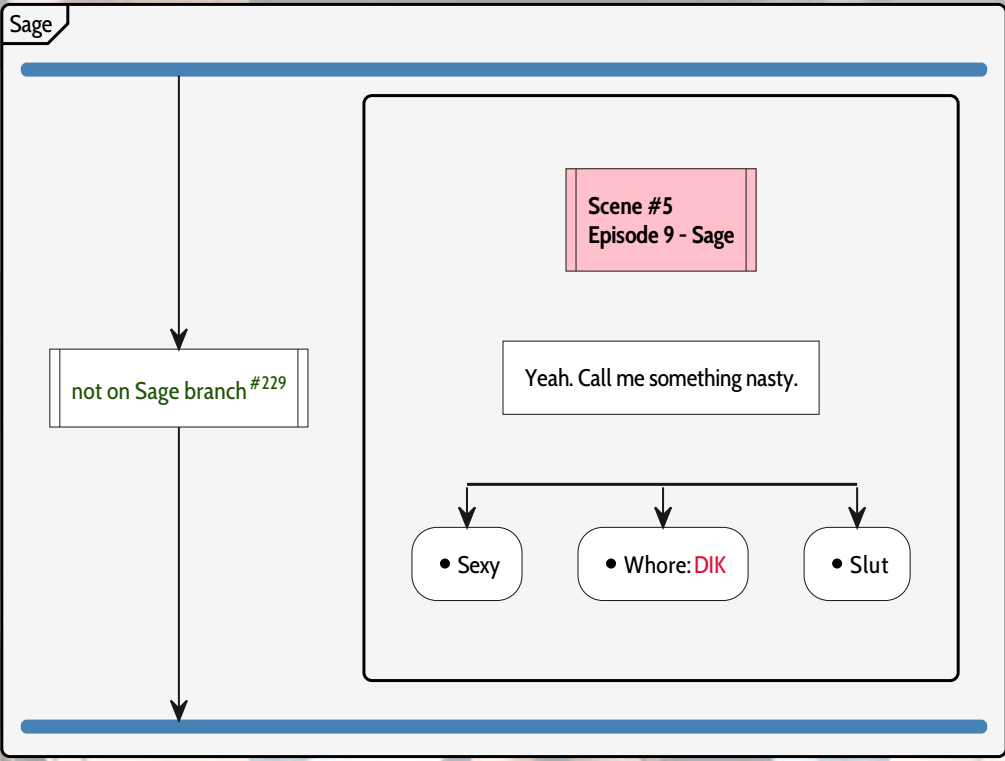 Sage
Scene #5
Episode 9 - Sage
not on Sage branch #229
Yeah. Call me something nasty.
• Sexy
• Whore: DIK
• Slut